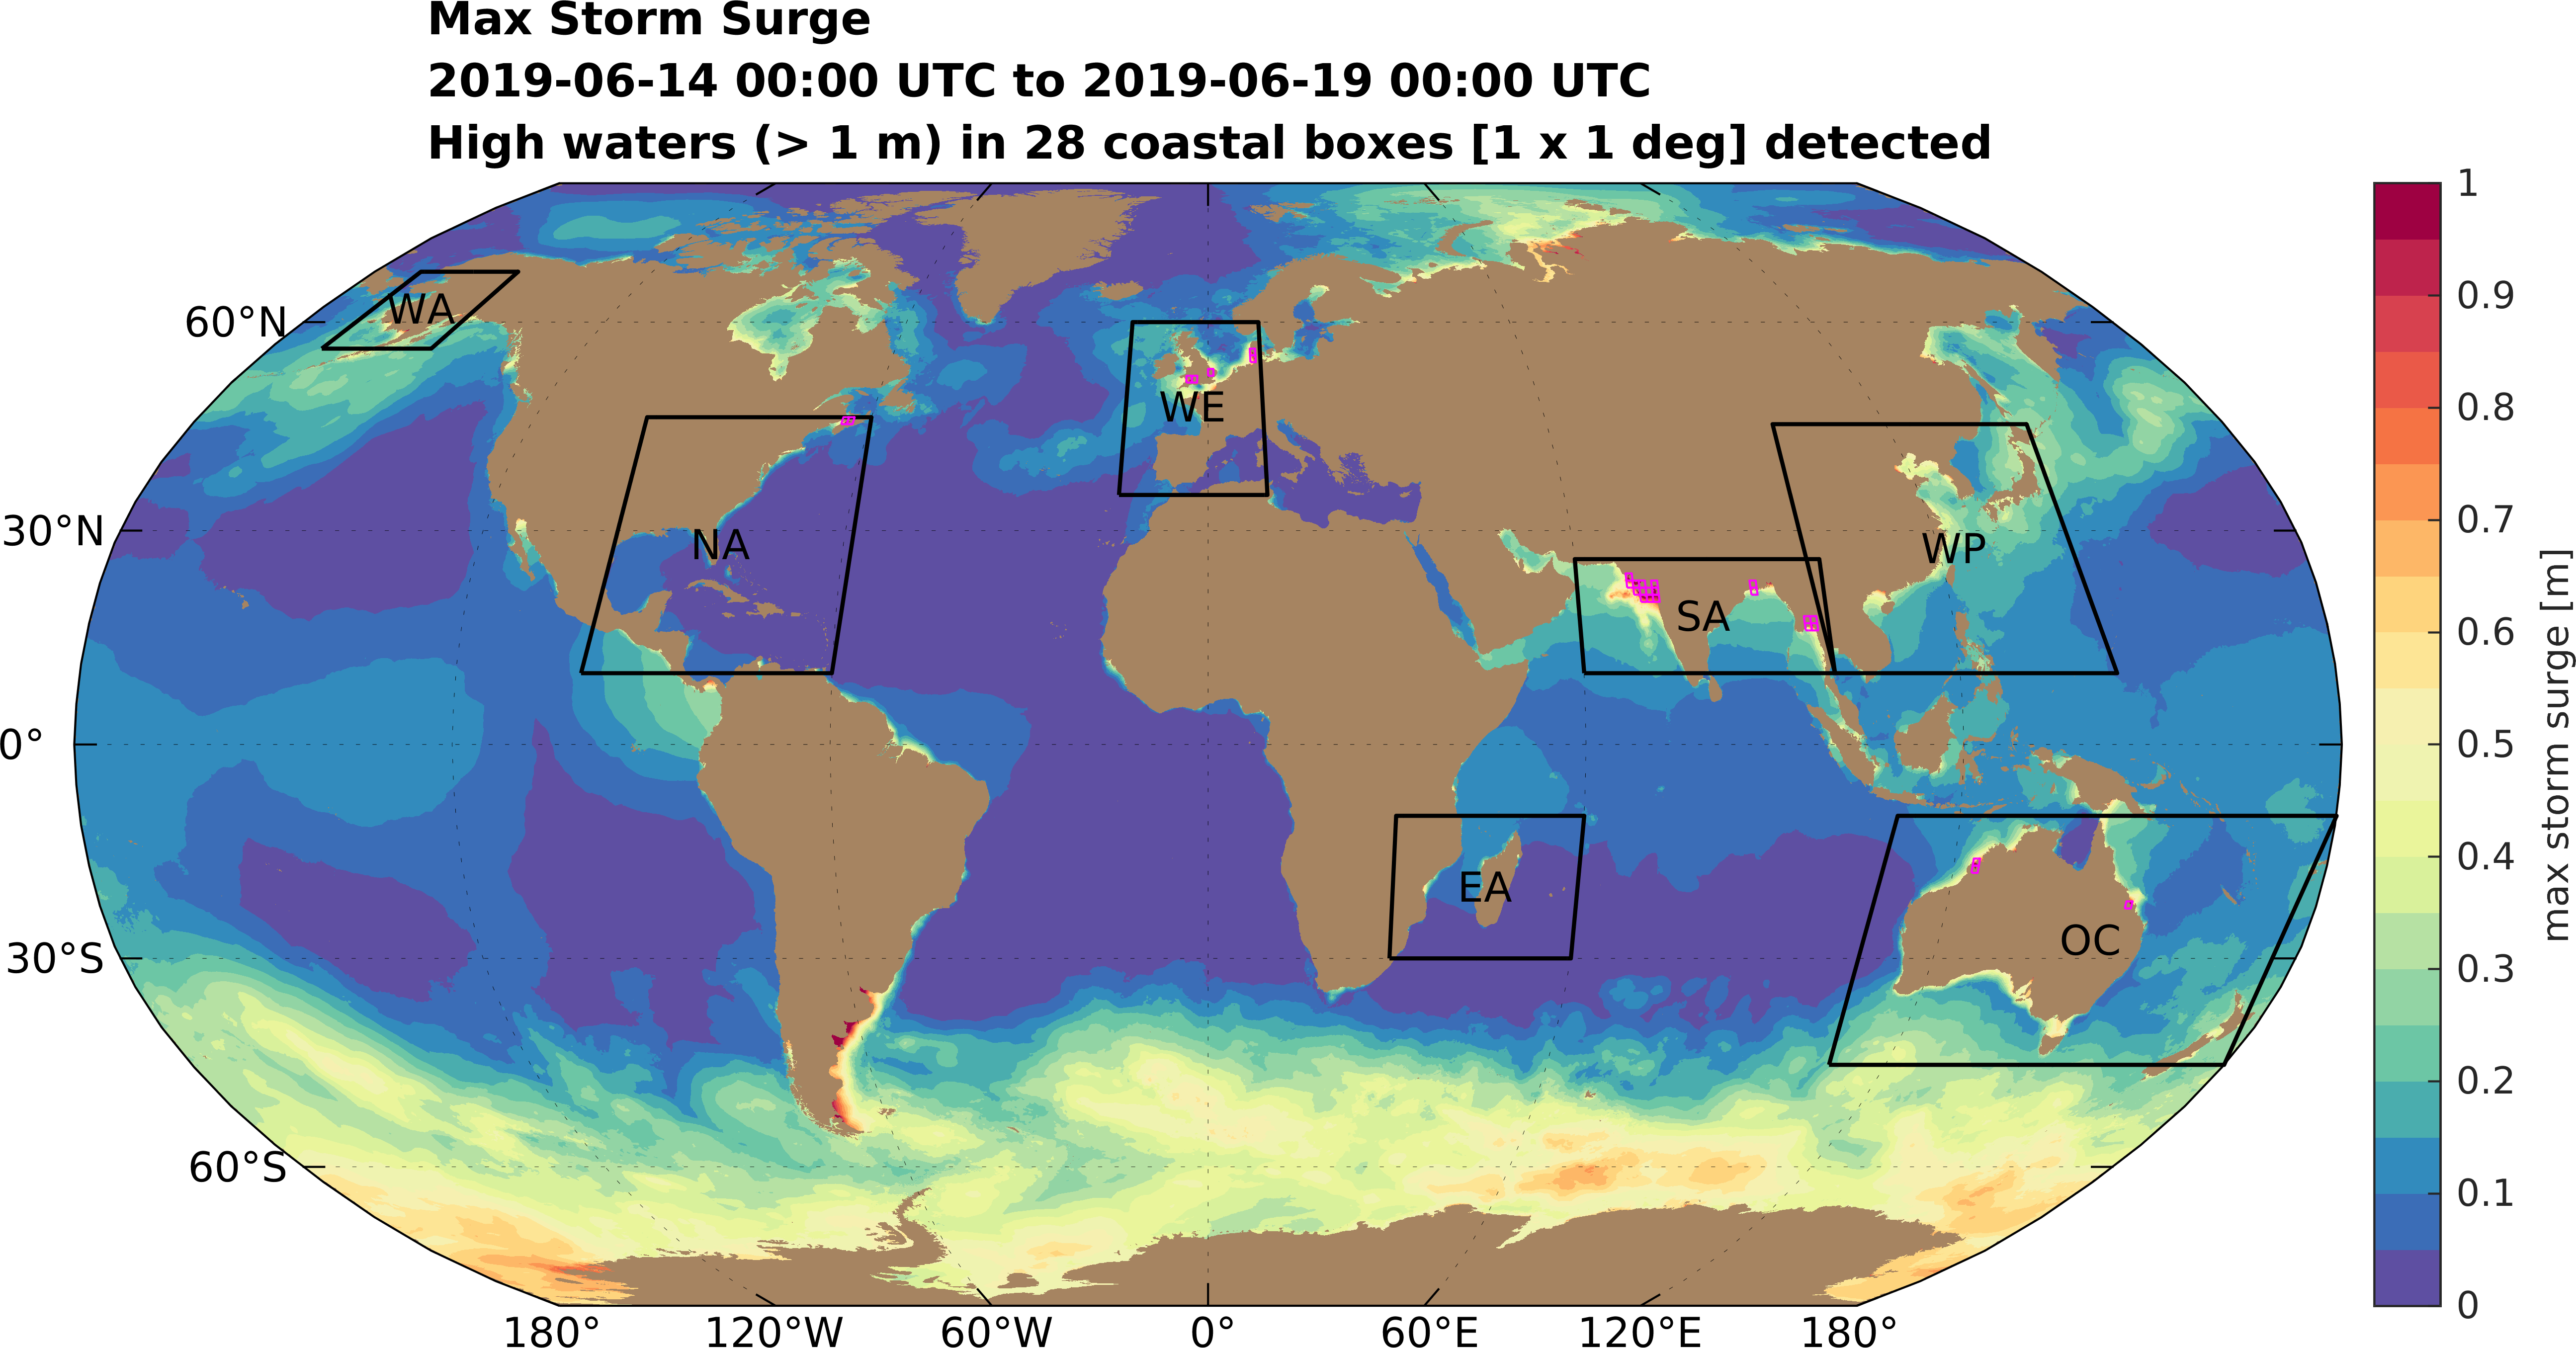 Max Storm Surge
2019-06-14 00:00 UTC to 2019-06-19 00:00 UTC
High waters (> 1 m) in 28 coastal boxes [1 x 1 deg] detected
60°N
30°N
0°
30°S
60°S
WA
NA
WE
SA
WP
EA
OC
180°
120°W
60°W
0°
60°E
120°E
180°
1
0.9
0.8
0.7
0.6
0.5
0.4
0.3
0.2
0.1
0
max storm surge [m]